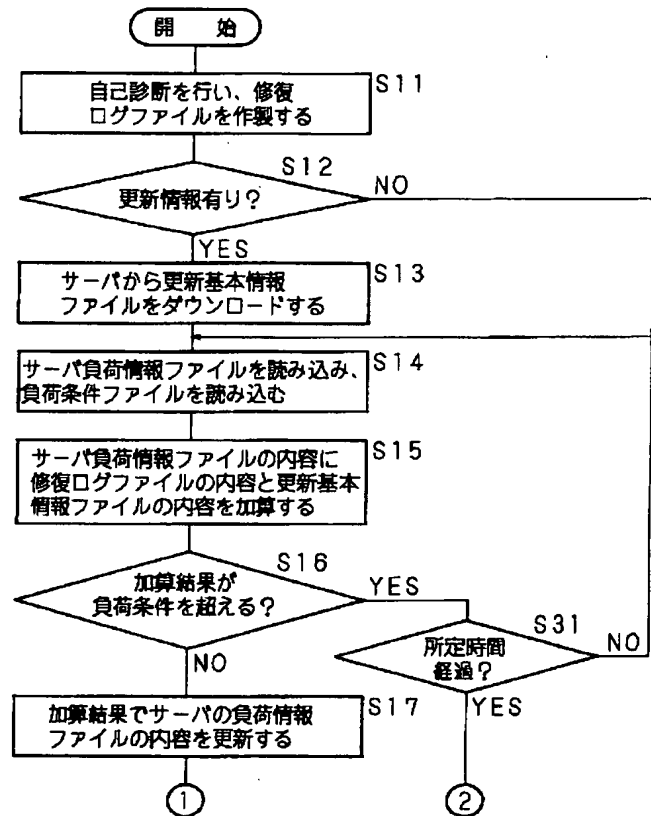 開 始
自己診断を行い、修復
ログファイルを作製する
S11
S12
更新情報有り？
NO
YES
サーバから更新基本情報
ファイルをダウンロードする
S13
サーバ負荷情報ファイルを読み込み、
負荷条件ファイルを読み込む
S14
サーバ負荷情報ファイルの内容に
修復ログファイルの内容と更新基本
情報ファイルの内容を加算する
S15
S16
加算結果が
負荷条件を超える？
YES
S31
所定時間
経過？
NO
NO
YES
加算結果でサーバの負荷情報
ファイルの内容を更新する
S17
1
2